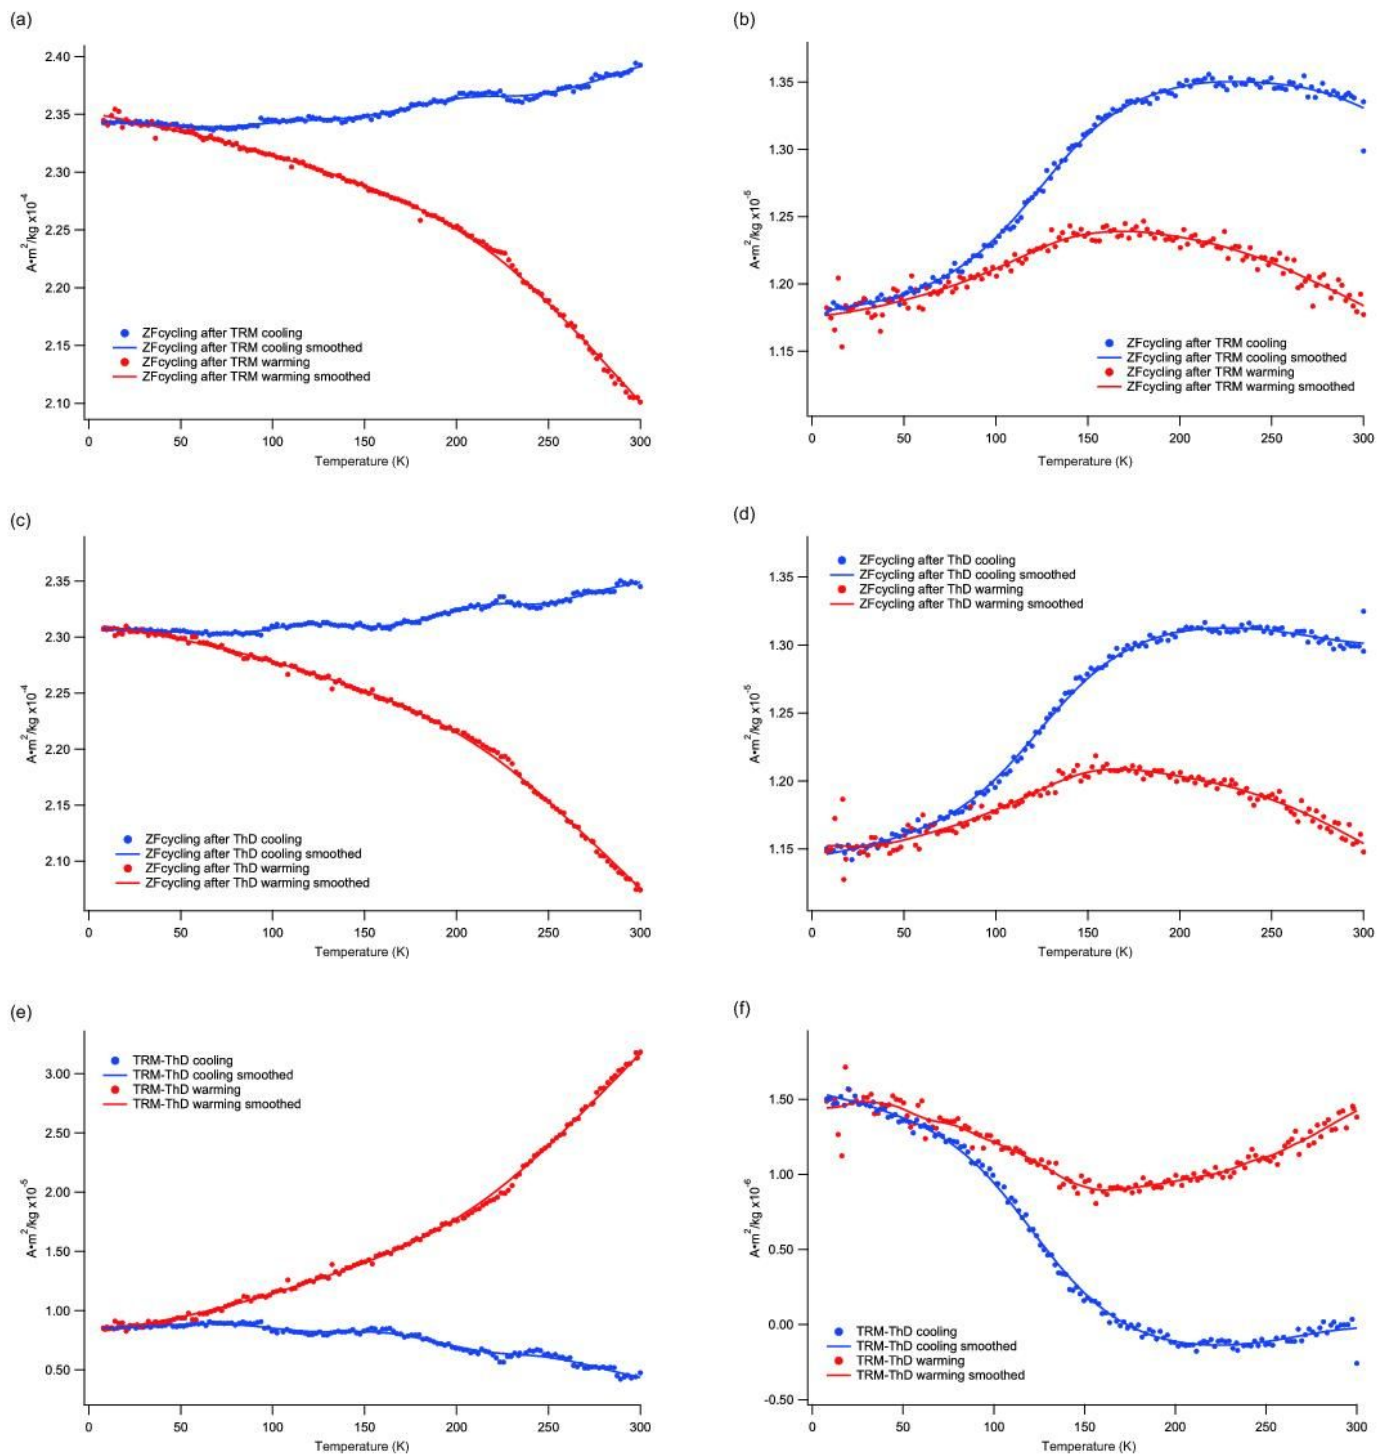 (a)
2.40
2.35
2.30
2.25
2.20
2.15
2.10
A•m²/kg x10⁻⁴
ZFcycling after TRM cooling
ZFcycling after TRM cooling smoothed
ZFcycling after TRM warming
ZFcycling after TRM warming smoothed
0 50 100 150 200 250 300
Temperature (K)
(b)
1.35
1.30
1.25
1.20
1.15
A•m²/kg x10⁻⁵
ZFcycling after TRM cooling
ZFcycling after TRM cooling smoothed
ZFcycling after TRM warming
ZFcycling after TRM warming smoothed
0 50 100 150 200 250 300
Temperature (K)
(c)
2.35
2.30
2.25
2.20
2.15
2.10
A•m²/kg x10⁻⁴
ZFcycling after ThD cooling
ZFcycling after ThD cooling smoothed
ZFcycling after ThD warming
ZFcycling after ThD warming smoothed
0 50 100 150 200 250 300
Temperature (K)
(d)
ZFcycling after ThD cooling
ZFcycling after ThD cooling smoothed
ZFcycling after ThD warming
ZFcycling after ThD warming smoothed
1.35
1.30
1.25
1.20
1.15
A•m²/kg x10⁻⁵
0 50 100 150 200 250 300
Temperature (K)
(e)
TRM-ThD cooling
TRM-ThD cooling smoothed
TRM-ThD warming
TRM-ThD warming smoothed
3.00
2.50
2.00
1.50
1.00
0.50
A•m²/kg x10⁻⁵
0 50 100 150 200 250 300
Temperature (K)
(f)
1.50
1.00
0.50
0.00
-0.50
A•m²/kg x10⁻⁶
TRM-ThD cooling
TRM-ThD cooling smoothed
TRM-ThD warming
TRM-ThD warming smoothed
0 50 100 150 200 250 300
Temperature (K)